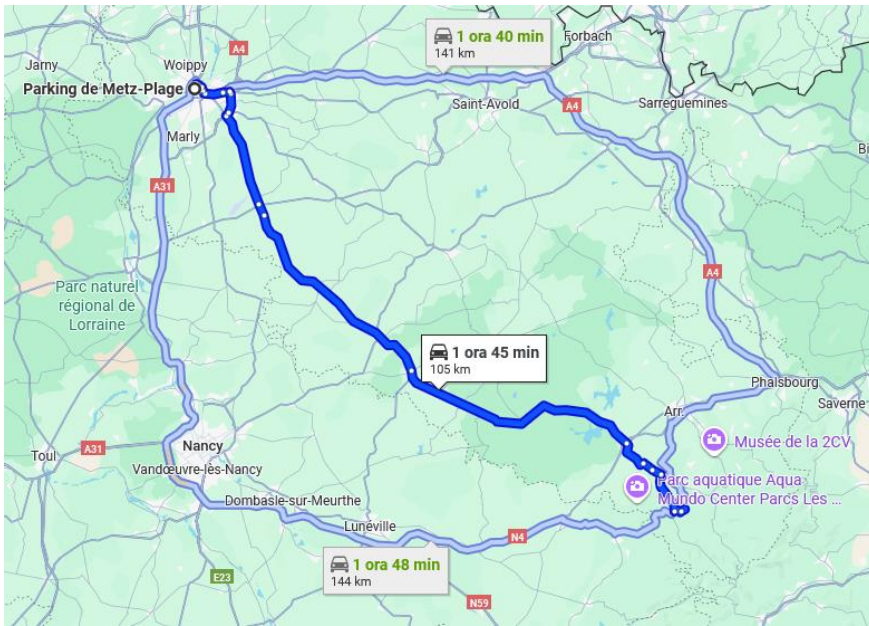 1 ora 40 min
141 km
A4
Forbach
Jarny
Woippy
Parking de Metz-Plage
Saint-Avold
Sarreguemines
A4
Marly
A31
A4
Parc naturel
régional de
Lorraine
1 ora 45 min
105 km
Phalsbourg
Saverne
Arr.
Musée de la 2CV
Nancy
Toul
A31
Vandœuvre-lès-Nancy
Parc aquatique Aqua
Mundo Center Parcs Les ...
Dombasle-sur-Meurthe
Lunéville
N4
1 ora 48 min
144 km
E23
N59